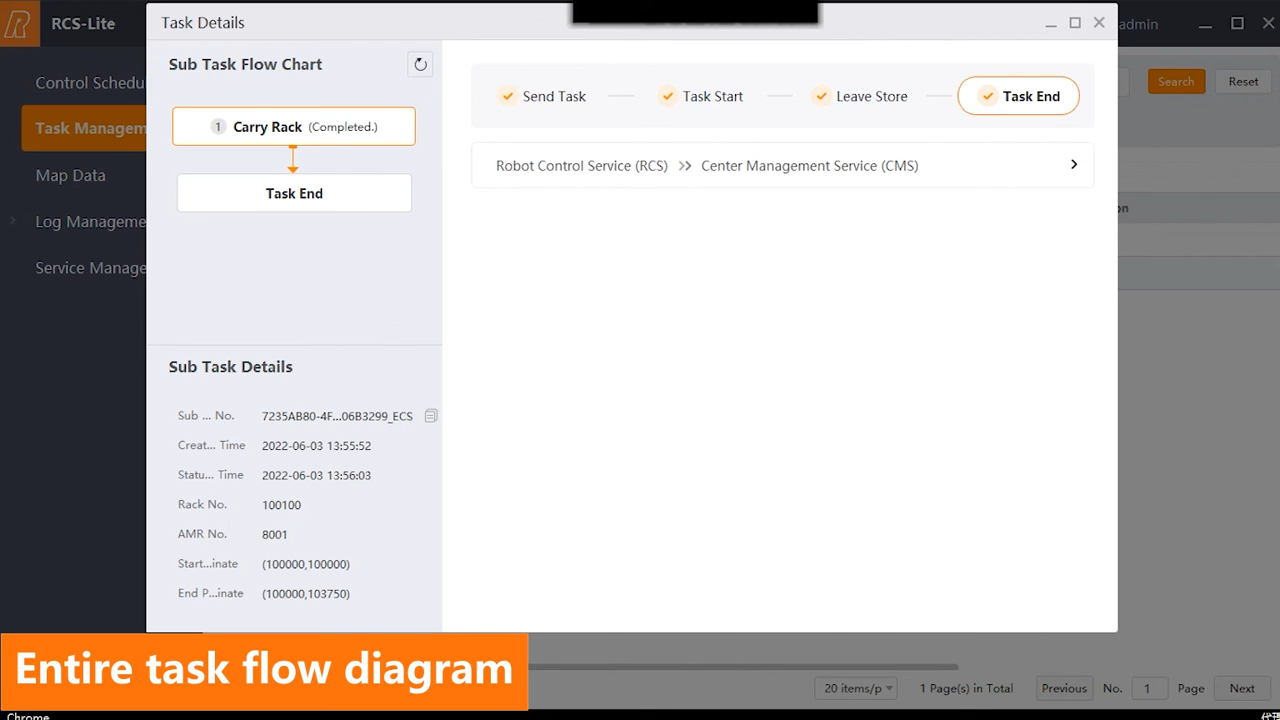 RCS-Lite
Task Details
admin
Control Schedu
Task Managem
Map Data
Log Manageme
Service Manage
Sub Task Flow Chart
1 Carry Rack (Completed.)
Task End
Send Task
Task Start
Leave Store
Task End
Robot Control Service (RCS) >> Center Management Service (CMS)
Search
Reset
on
Sub Task Details
Sub ... No. 7235AB80-4F...06B3299_ECS
Creat... Time 2022-06-03 13:55:52
Statu... Time 2022-06-03 13:56:03
Rack No. 100100
AMR No. 8001
Start...inate (100000,100000)
End P...inate (100000,103750)
Entire task flow diagram
20 items/p
1 Page(s) in Total
Previous
No. 1 Page
Next
Chrome